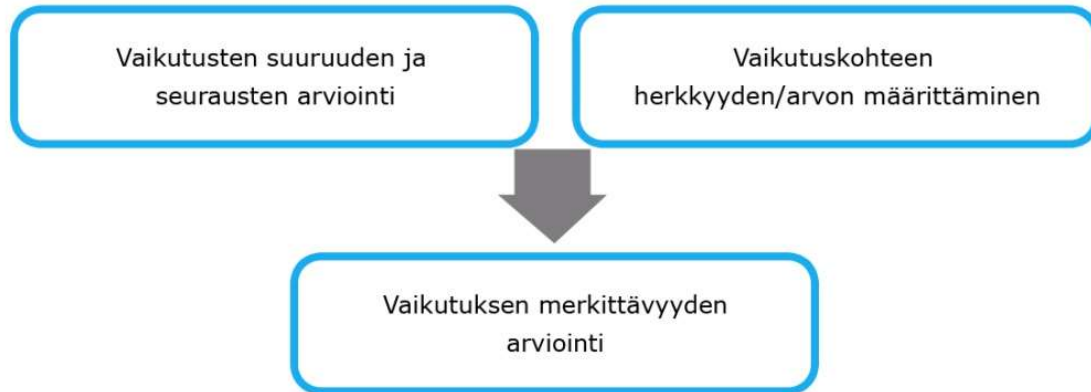 Vaikutusten suuruuden ja
seurausten arviointi
Vaikutuskohteen
herkkyyden/arvon määrittäminen
Vaikutuksen merkittävyyden
arviointi